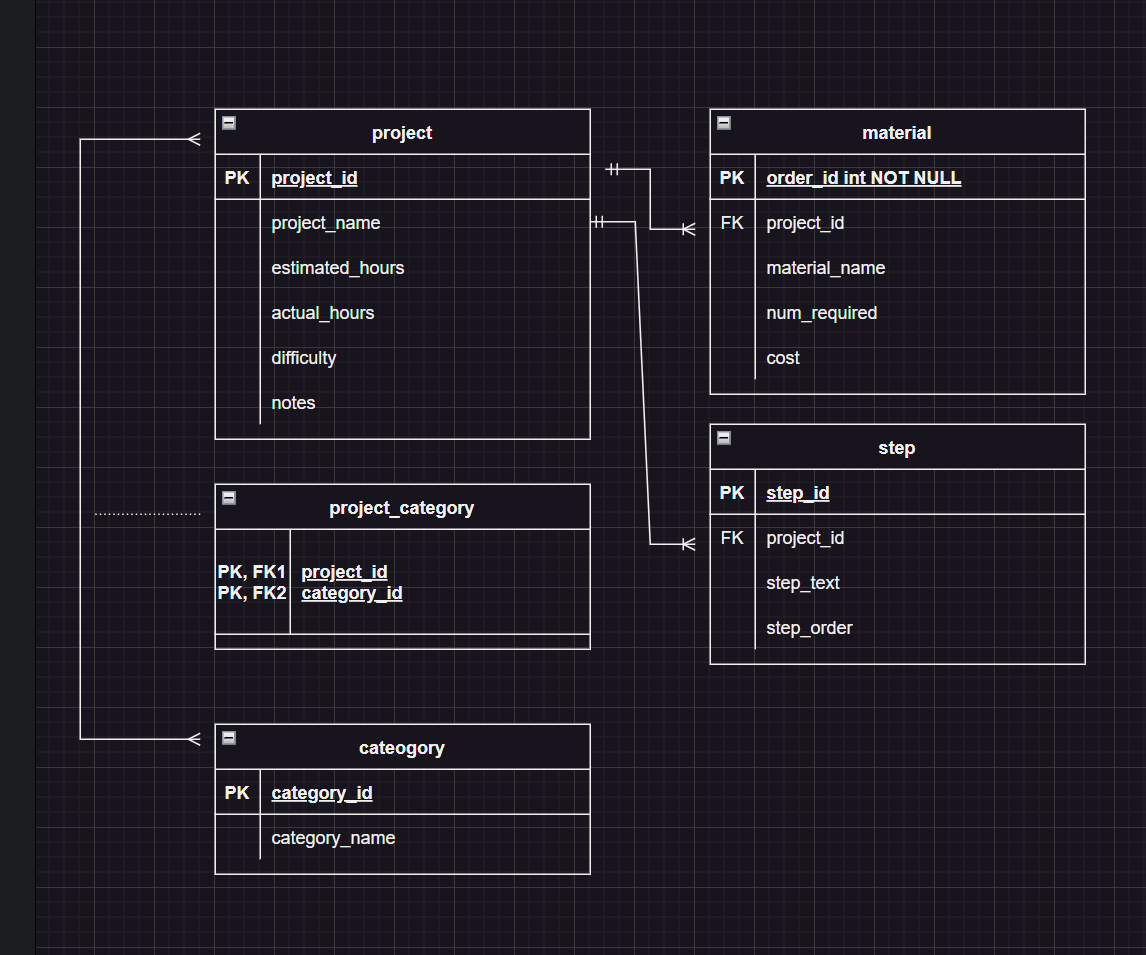 project
PK project_id
project_name
estimated_hours
actual_hours
difficulty
notes
material
PK order_id int NOT NULL
FK project_id
material_name
num_required
cost
step
PK step_id
FK project_id
step_text
step_order
project_category
PK, FK1 project_id
PK, FK2 category_id
cateogory
PK category_id
category_name